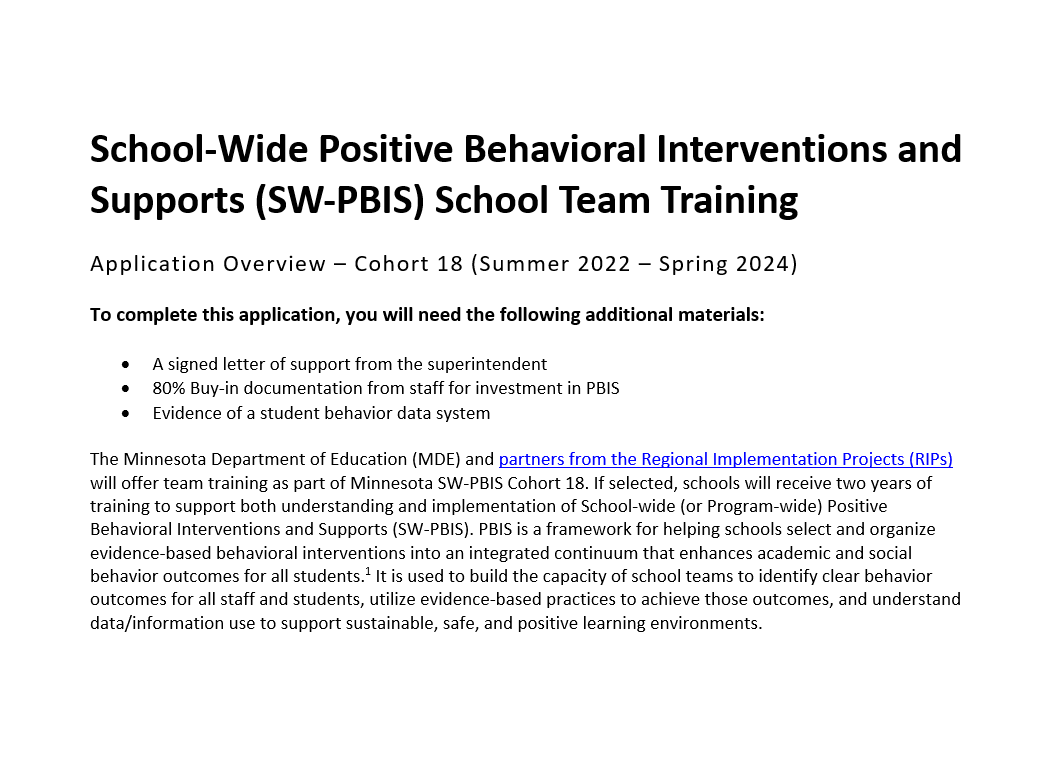 School-Wide Positive Behavioral Interventions and
Supports (SW-PBIS) School Team Training
Application Overview – Cohort 18 (Summer 2022 – Spring 2024)
To complete this application, you will need the following additional materials:
• A signed letter of support from the superintendent
• 80% Buy-in documentation from staff for investment in PBIS
• Evidence of a student behavior data system
The Minnesota Department of Education (MDE) and partners from the Regional Implementation Projects (RIPs)
will offer team training as part of Minnesota SW-PBIS Cohort 18. If selected, schools will receive two years of
training to support both understanding and implementation of School-wide (or Program-wide) Positive
Behavioral Interventions and Supports (SW-PBIS). PBIS is a framework for helping schools select and organize
evidence-based behavioral interventions into an integrated continuum that enhances academic and social
behavior outcomes for all students.¹ It is used to build the capacity of school teams to identify clear behavior
outcomes for all staff and students, utilize evidence-based practices to achieve those outcomes, and understand
data/information use to support sustainable, safe, and positive learning environments.